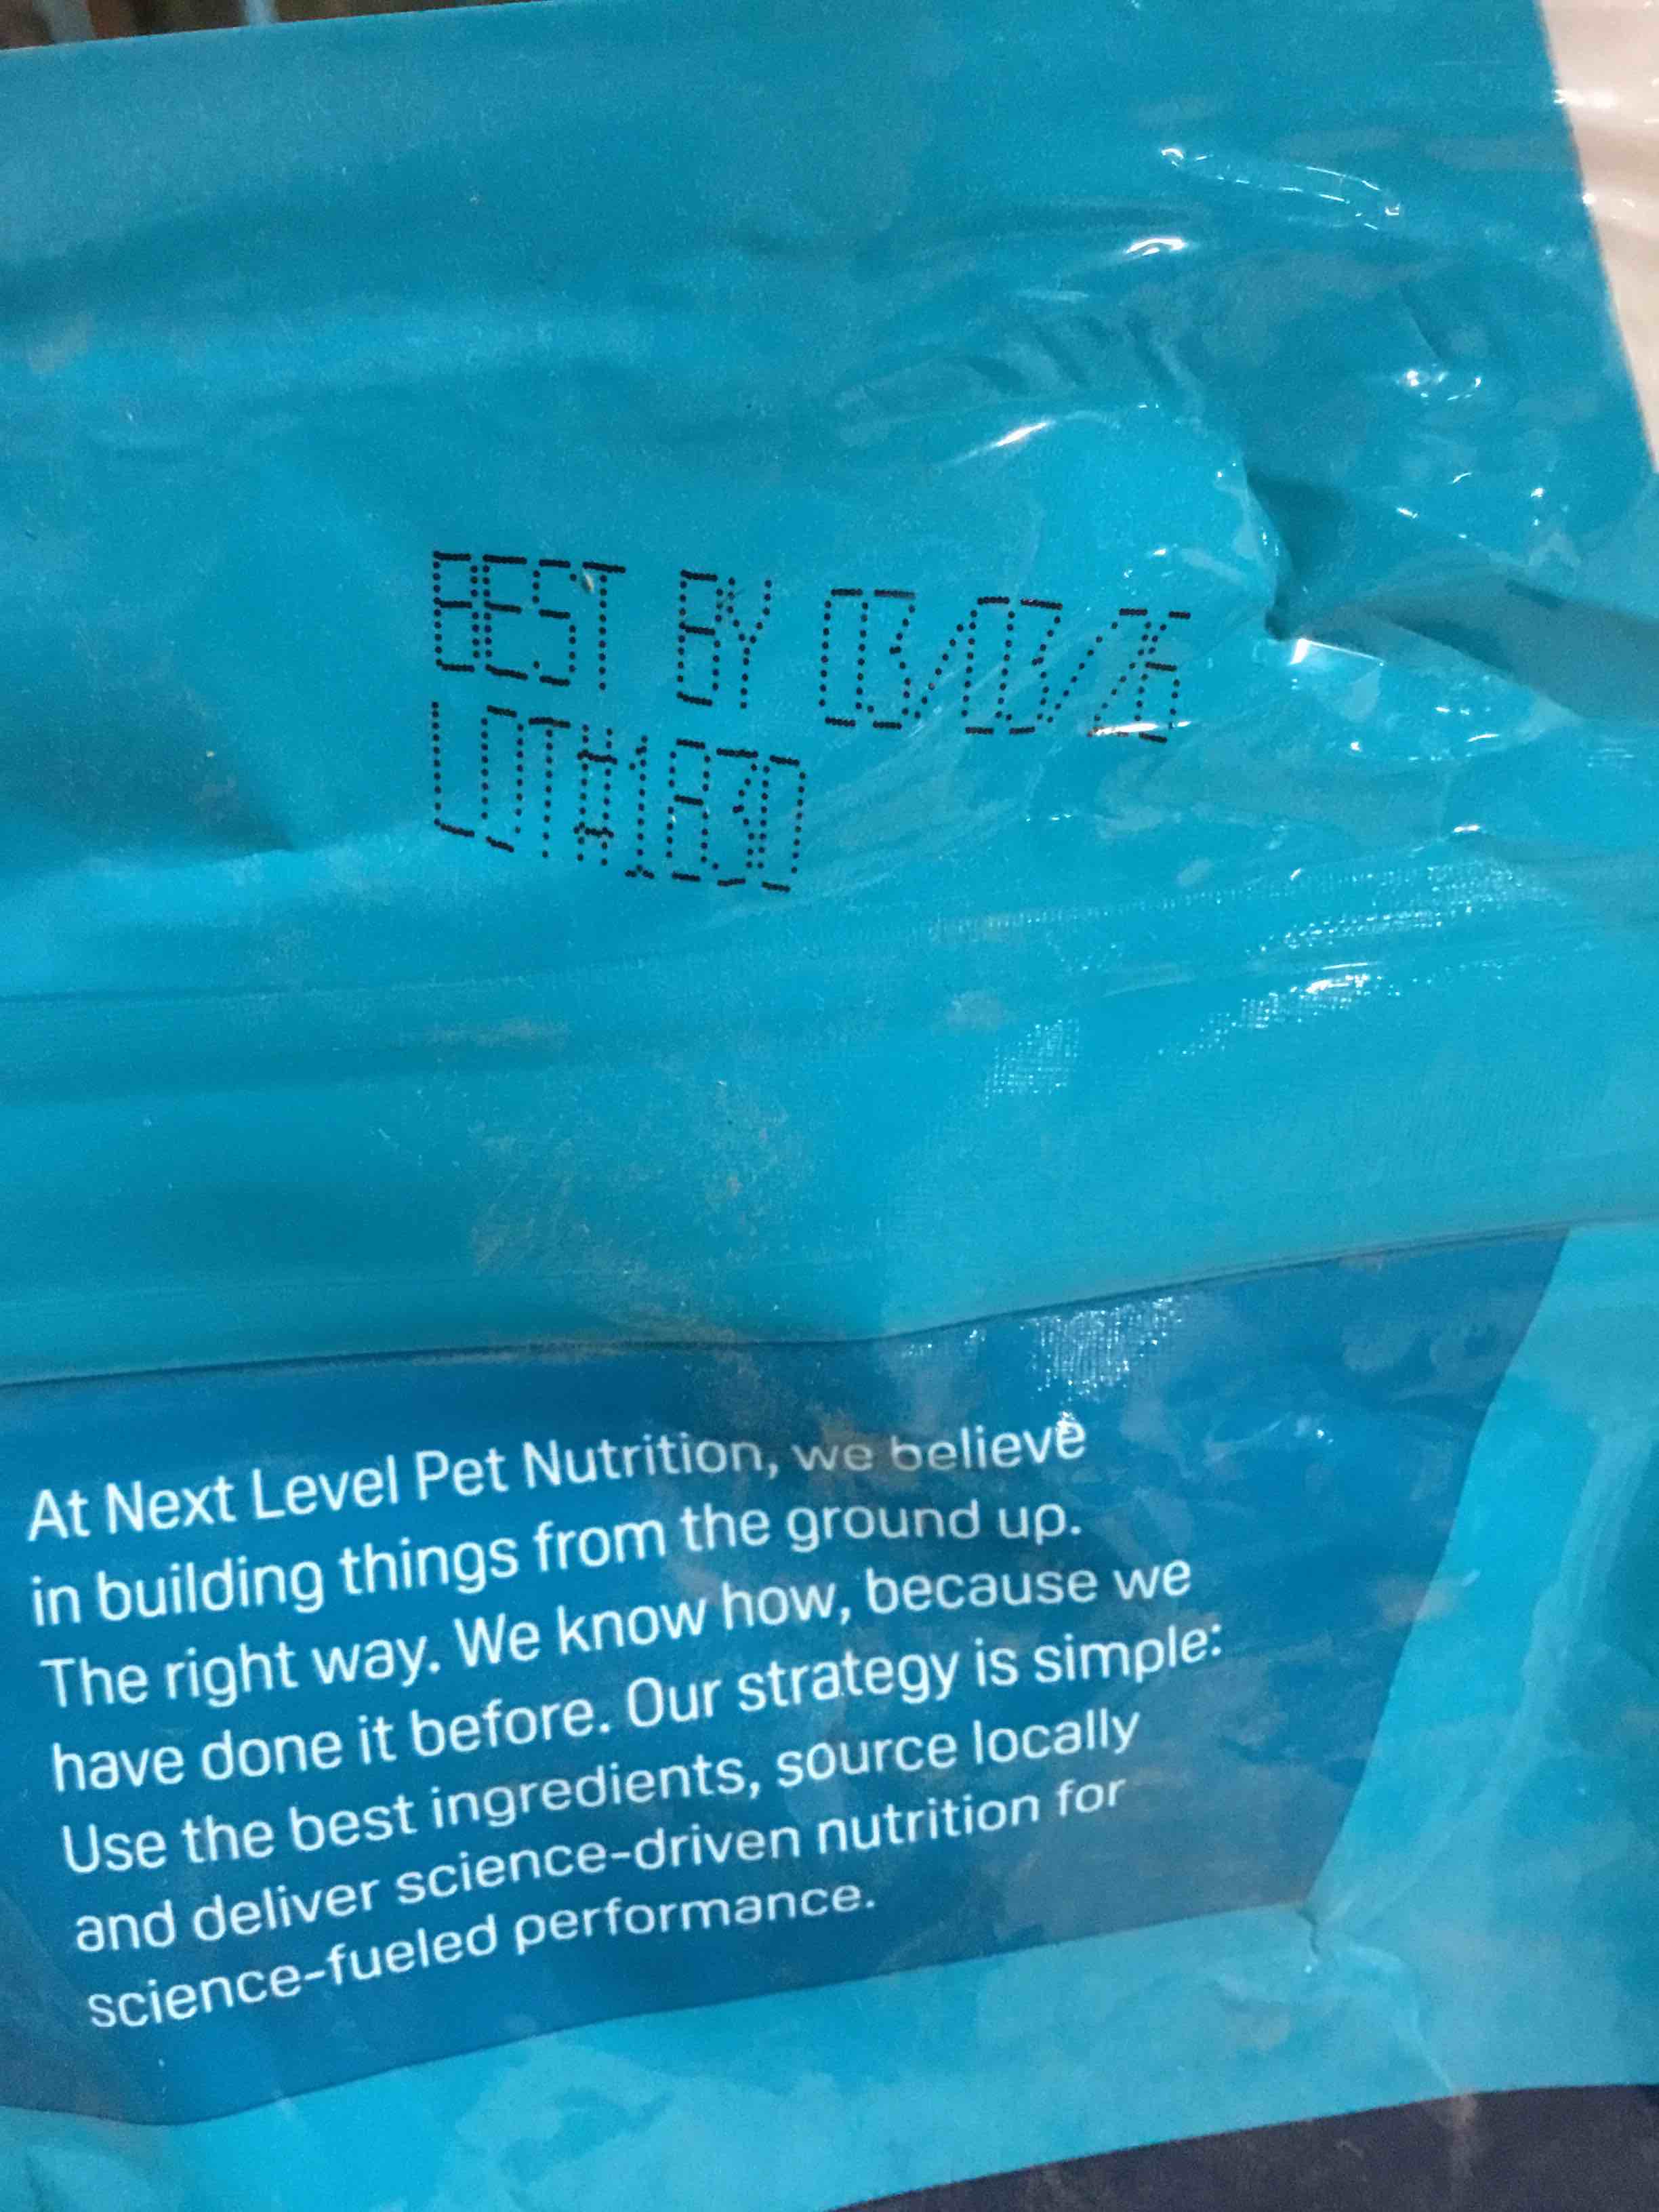 BEST BY 03/03/25
LOT#1830
At Next Level Pet Nutrition, we believe
in building things from the ground up.
The right way. We know how, because we
have done it before. Our strategy is simple:
Use the best ingredients, source locally
and deliver science-driven nutrition for
science-fueled performance.